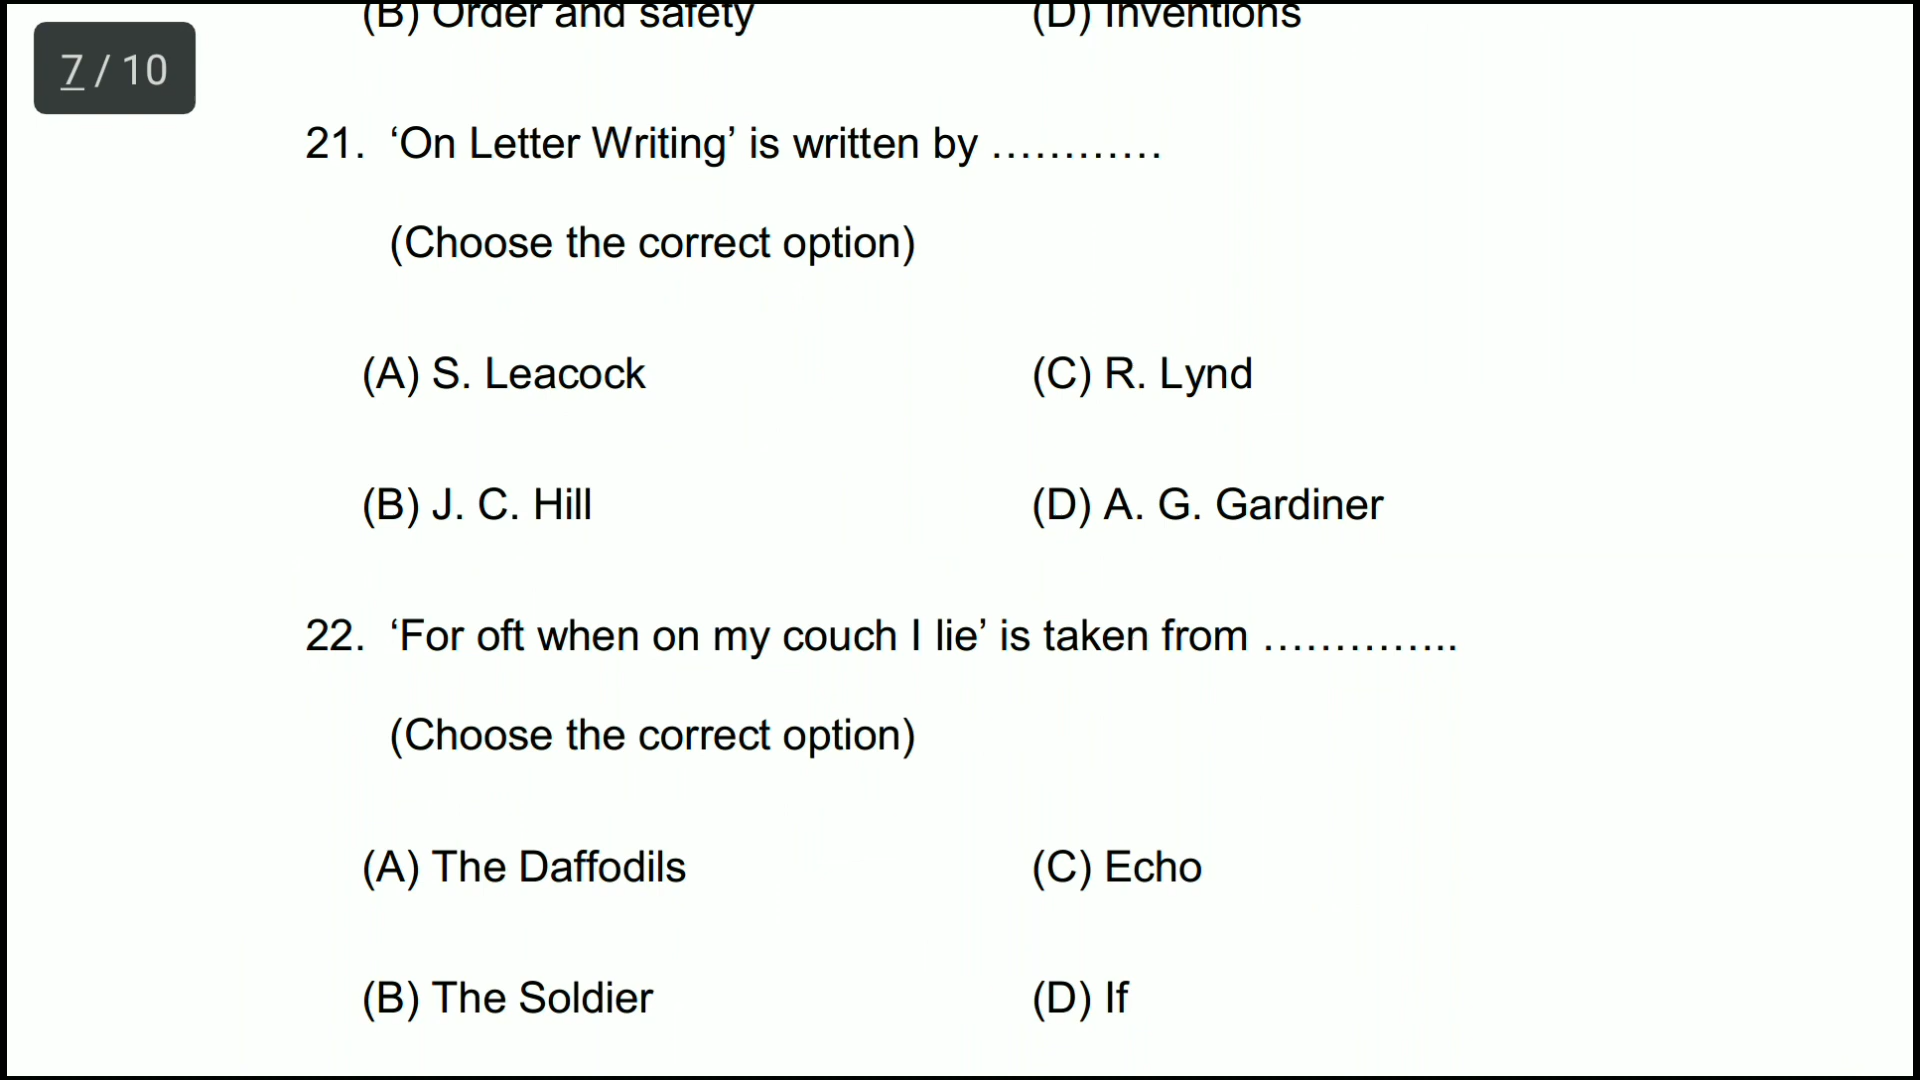 (B) Order and safety (D) Inventions
7 / 10
21. ‘On Letter Writing’ is written by …………
(Choose the correct option)
(A) S. Leacock (C) R. Lynd
(B) J. C. Hill (D) A. G. Gardiner
22. ‘For oft when on my couch I lie’ is taken from …………..
(Choose the correct option)
(A) The Daffodils (C) Echo
(B) The Soldier (D) If